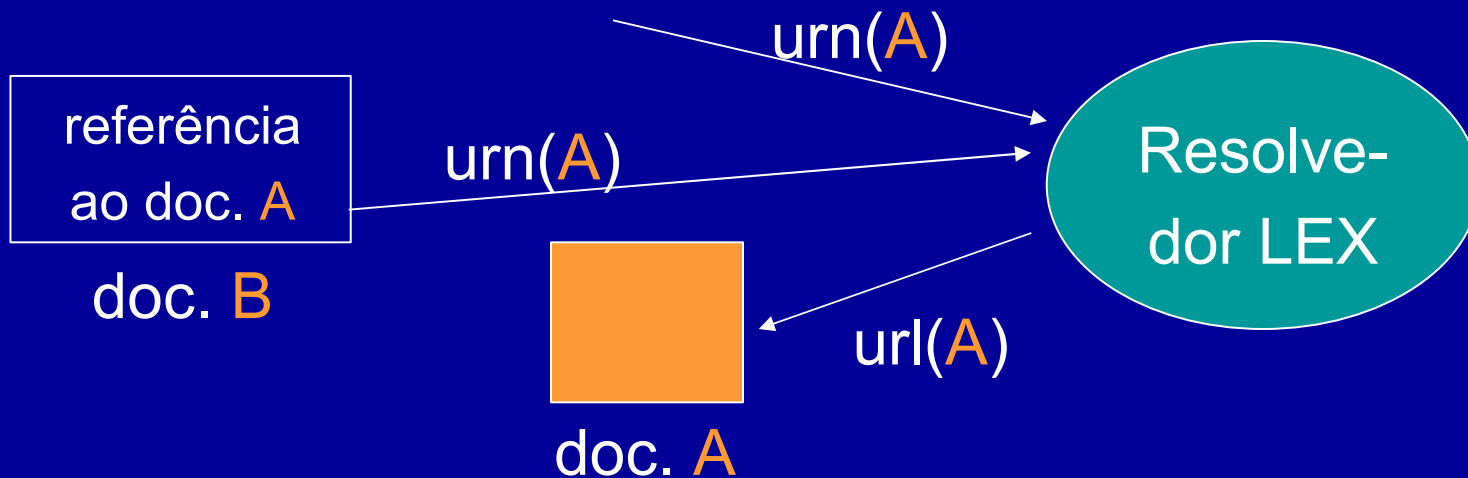 urn(A)
referência
ao doc. A
urn(A)
Resolve-
dor LEX
doc. B
url(A)
doc. A